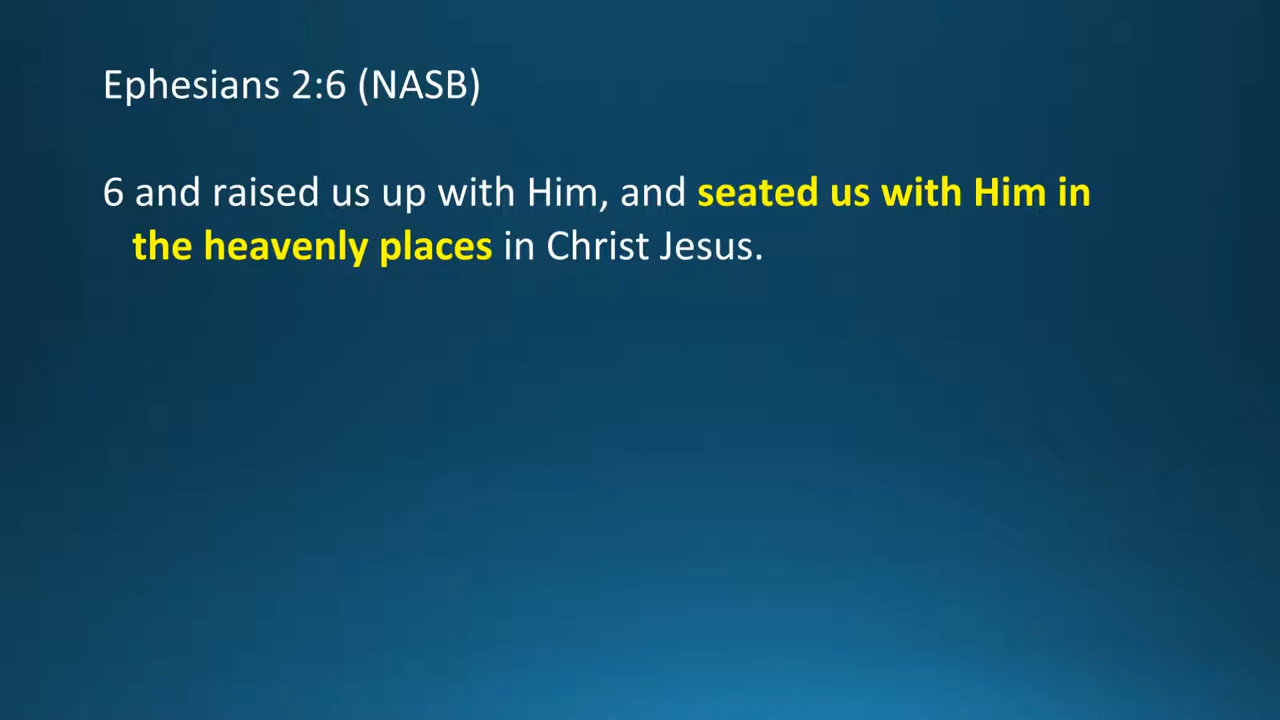 Ephesians 2:6 (NASB)
6 and raised us up with Him, and seated us with Him in
the heavenly places in Christ Jesus.